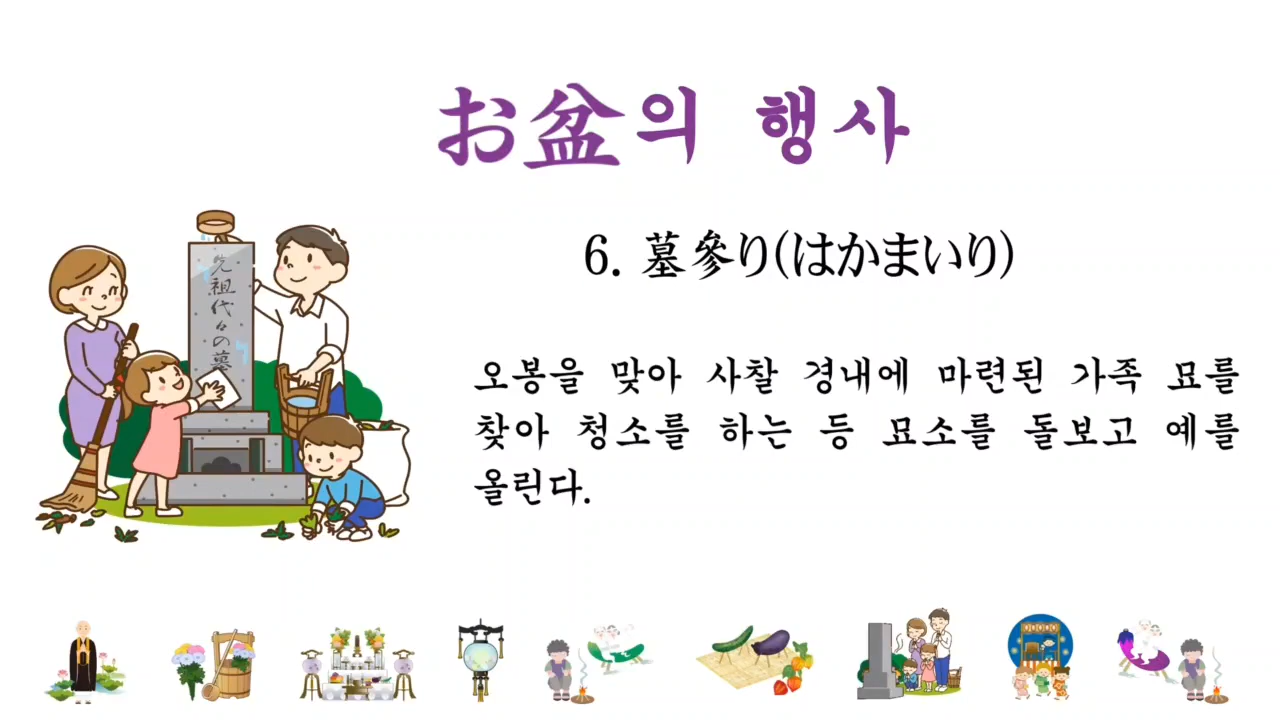 お盆의 행사
6. 墓參り(はかまいり)
先祖代々の墓
오봉을 맞아 사찰 경내에 마련된 가족 묘를
찾아 청소를 하는 등 묘소를 돌보고 예를
올린다.